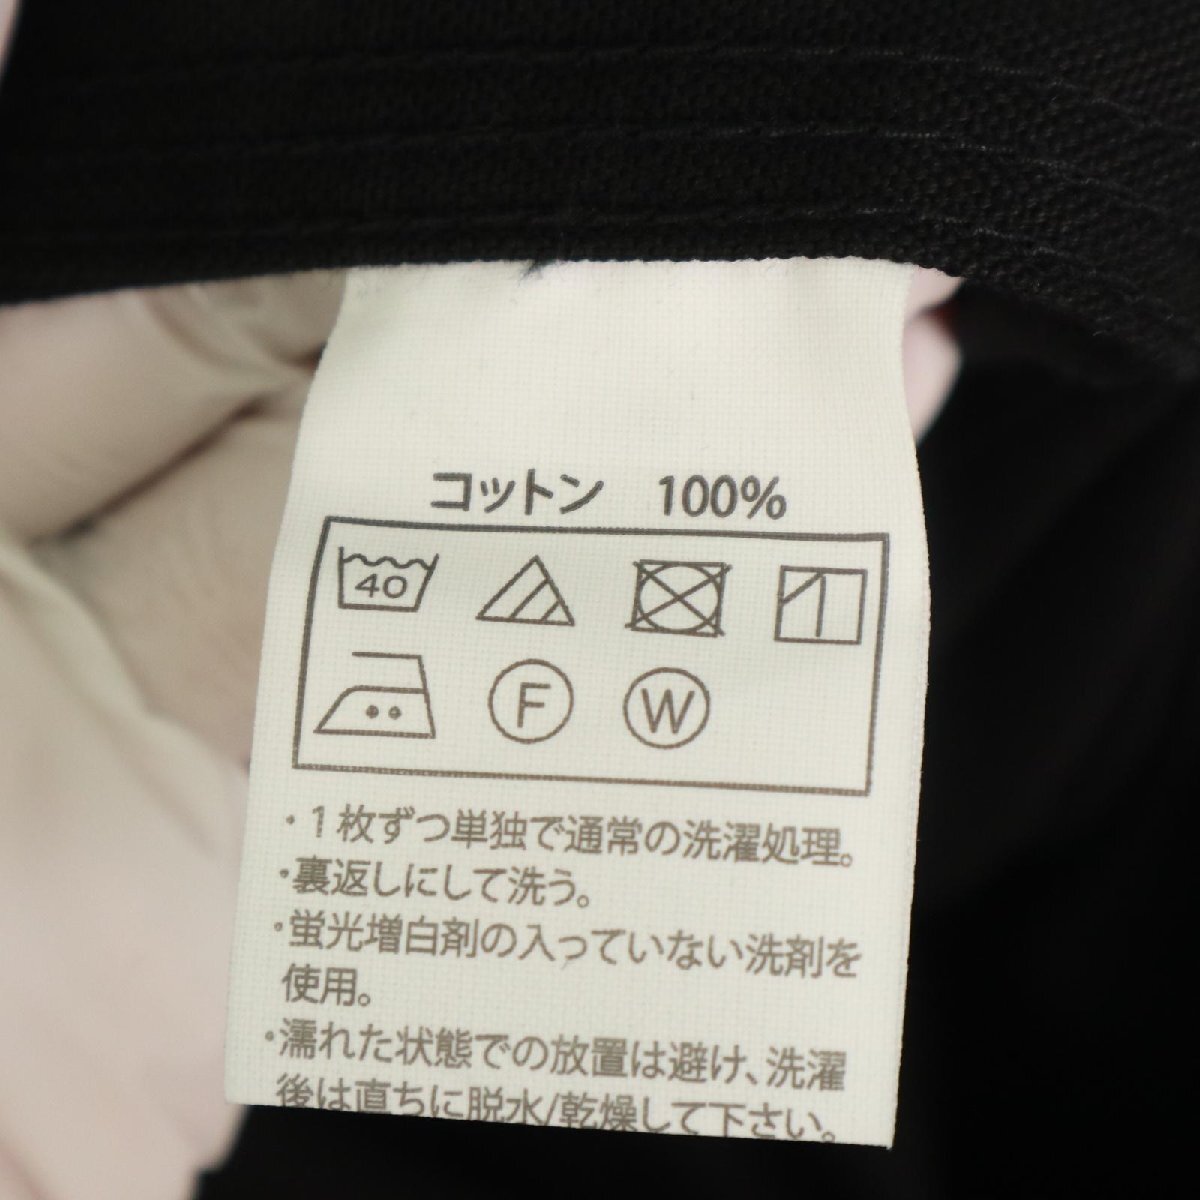 コットン 100%
40
F W
・1枚ずつ単独で通常の洗濯処理。
・裏返しにして洗う。
・蛍光増白剤の入っていない洗剤を
使用。
・濡れた状態での放置は避け、洗濯
後は直ちに脱水/乾燥して下さい。